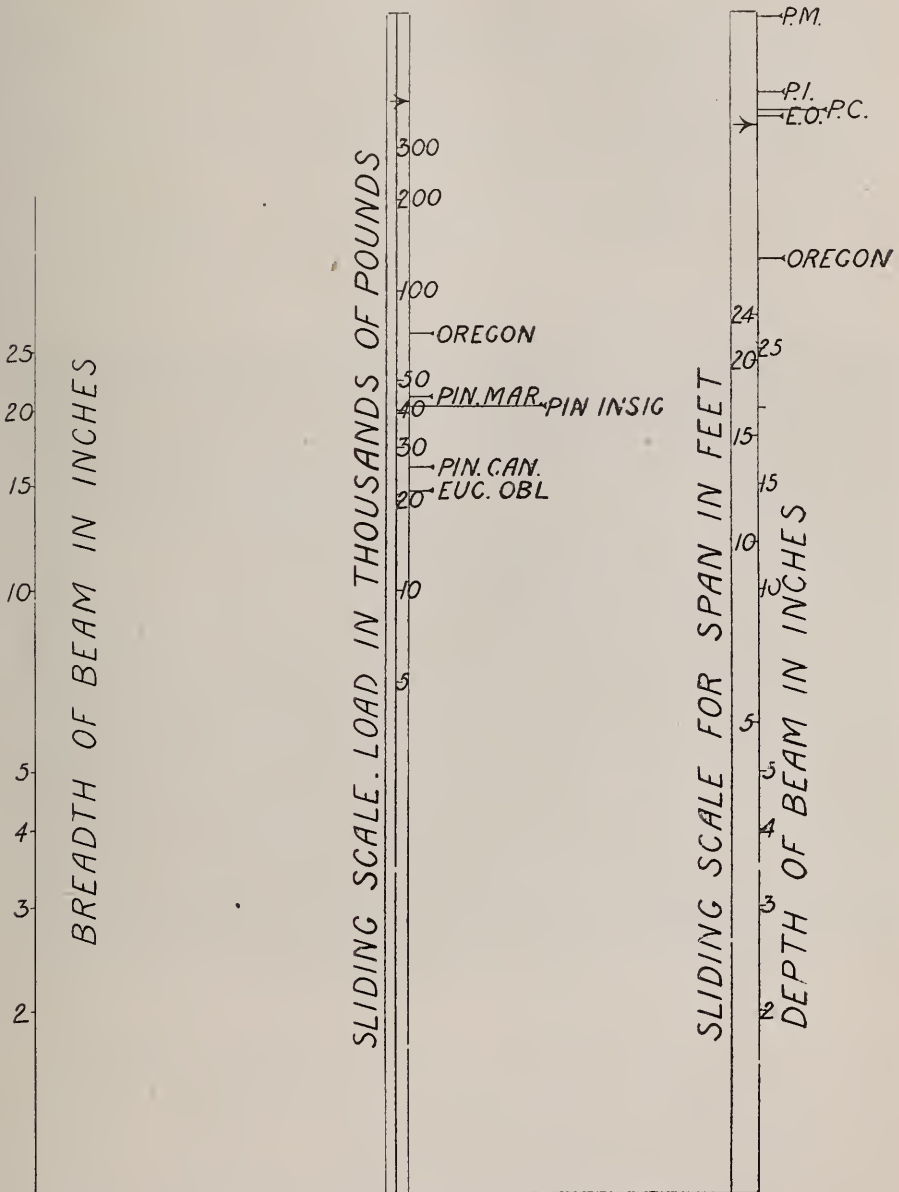 25
20
15
10
5
4
3
2
BREADTH OF BEAM IN INCHES
SLIDING SCALE. LOAD IN THOUSANDS OF POUNDS
300
200
100
OREGON
50
PIN. MAR.
40
PIN INSIG
30
PIN. CAN.
20
EUC. OBL
10
5
SLIDING SCALE FOR SPAN IN FEET
24
20
15
10
5
P.M.
P.I.
P.C.
E.O.
OREGON
25
15
10
5
4
3
2
DEPTH OF BEAM IN INCHES